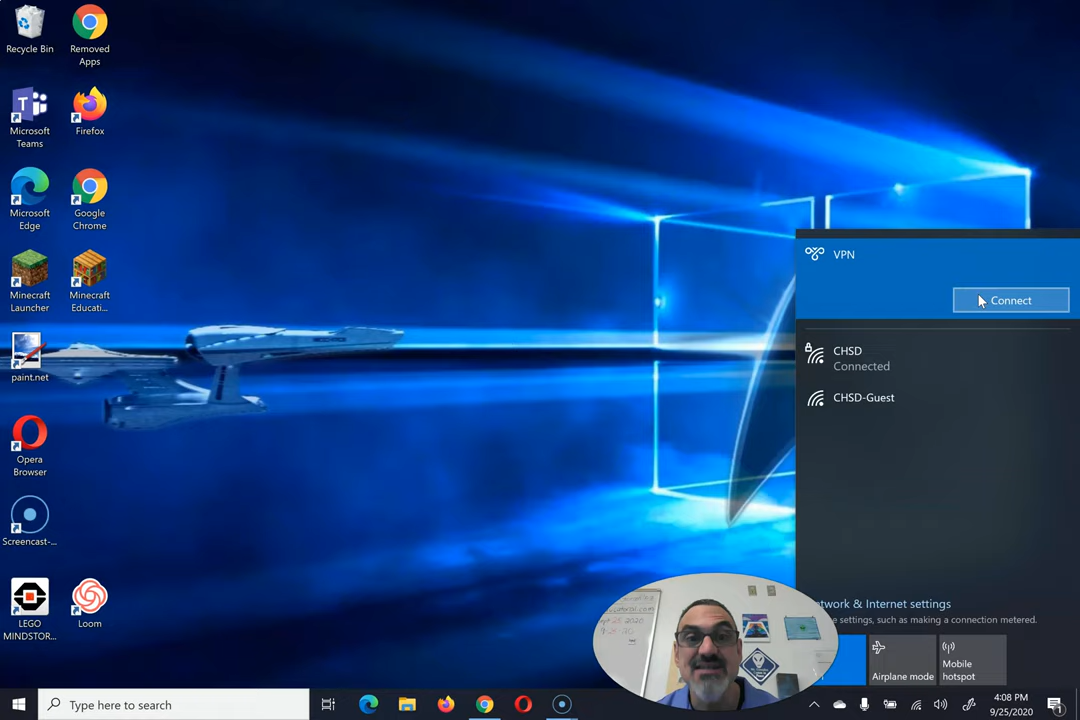 Recycle Bin
Removed
Apps
Microsoft
Teams
Firefox
Microsoft
Edge
Google
Chrome
Minecraft
Launcher
Minecraft
Educati...
paint.net
Opera
Browser
Screencast-...
LEGO
MINDSTOR...
Loom
VPN
Connect
CHSD
Connected
CHSD-Guest
Internet settings
settings, such as making a connection metered.
Airplane mode
Mobile
hotspot
Type here to search
4:08 PM
9/25/2020
1